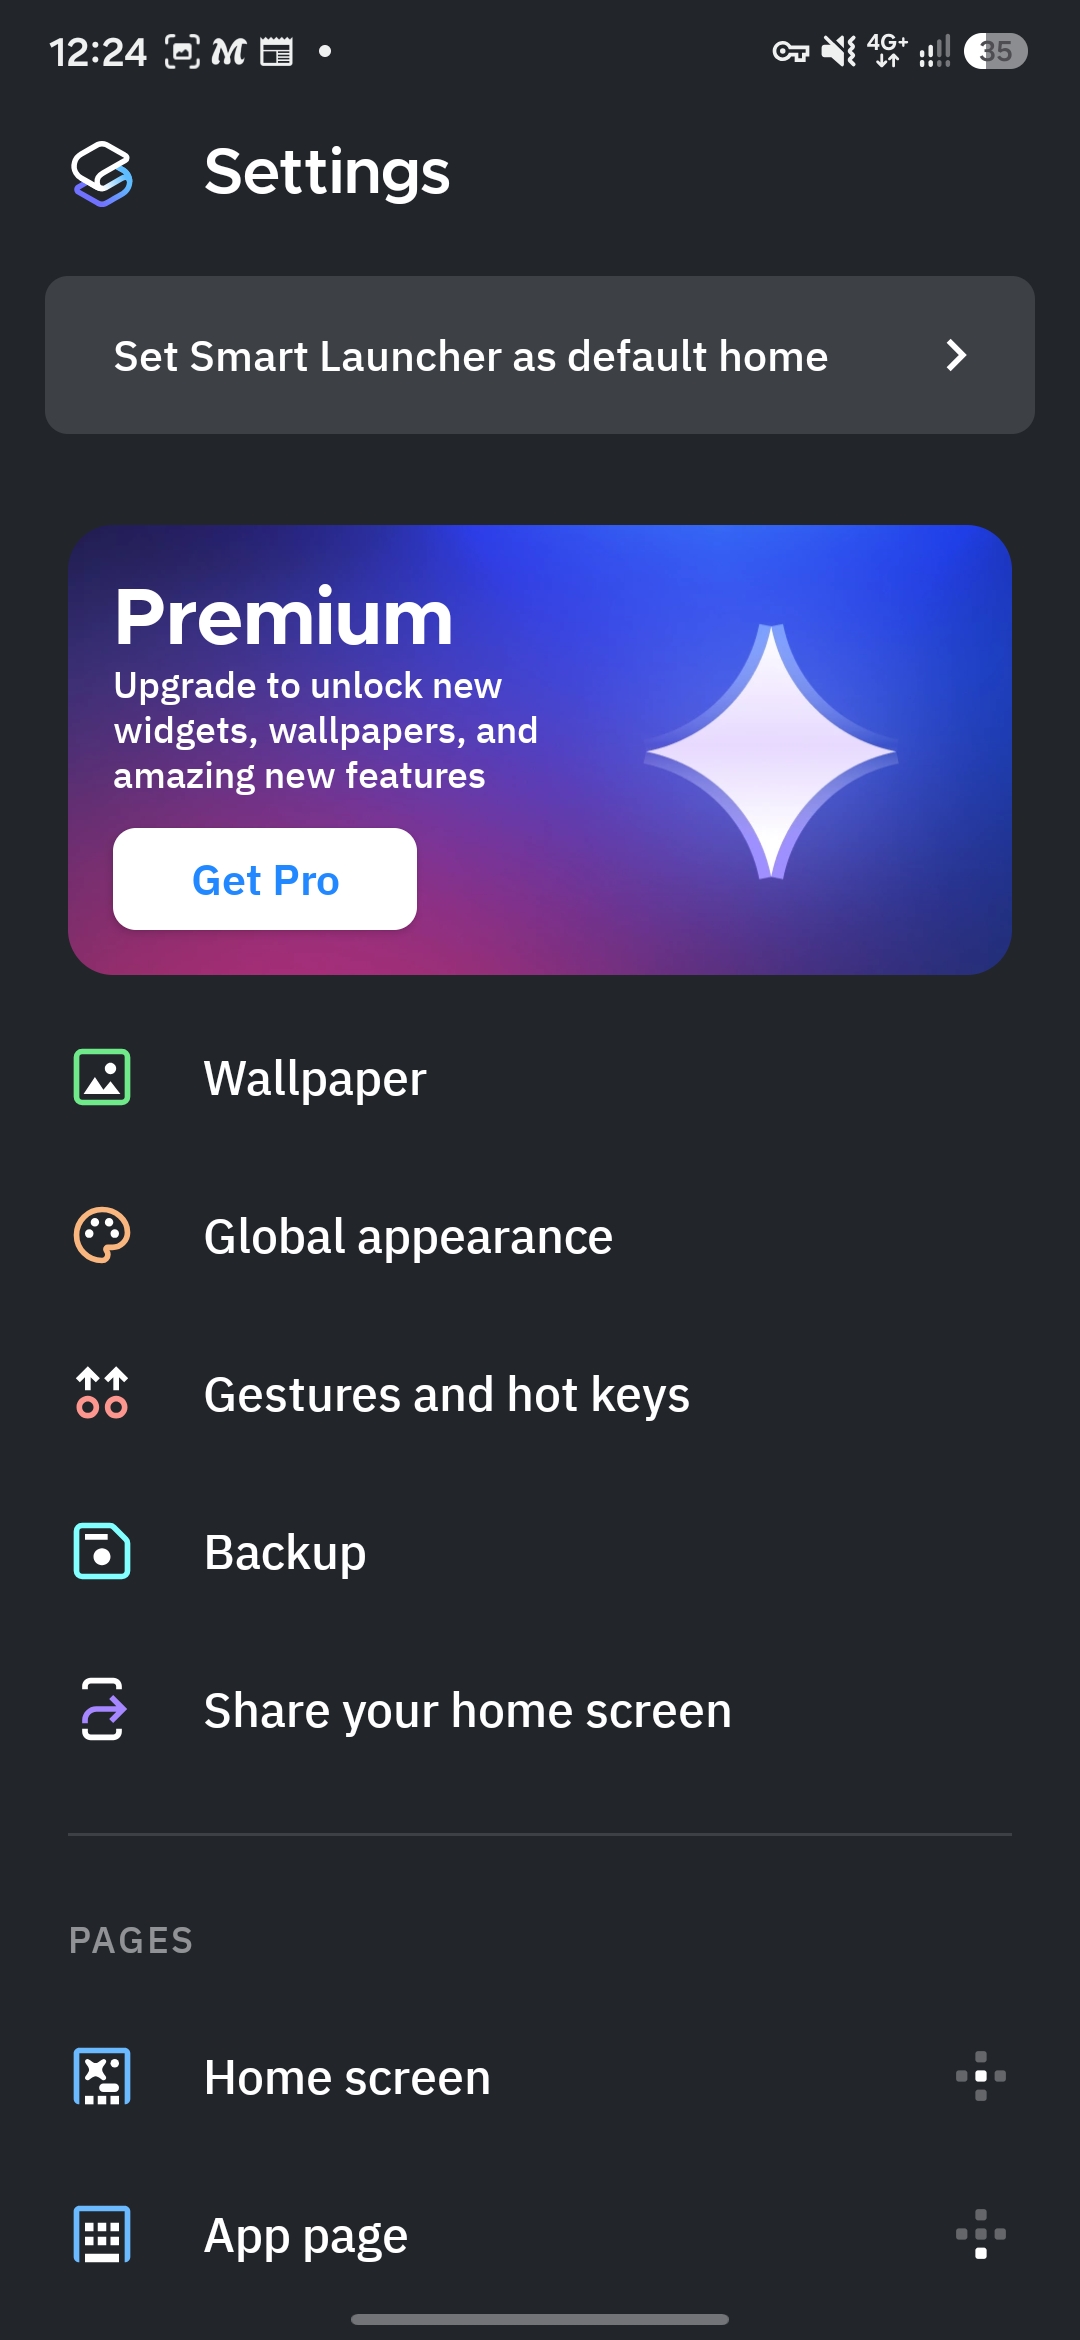 12:24
4G+
35
Settings
Set Smart Launcher as default home
Premium
Upgrade to unlock new
widgets, wallpapers, and
amazing new features
Get Pro
Wallpaper
Global appearance
Gestures and hot keys
Backup
Share your home screen
PAGES
Home screen
App page